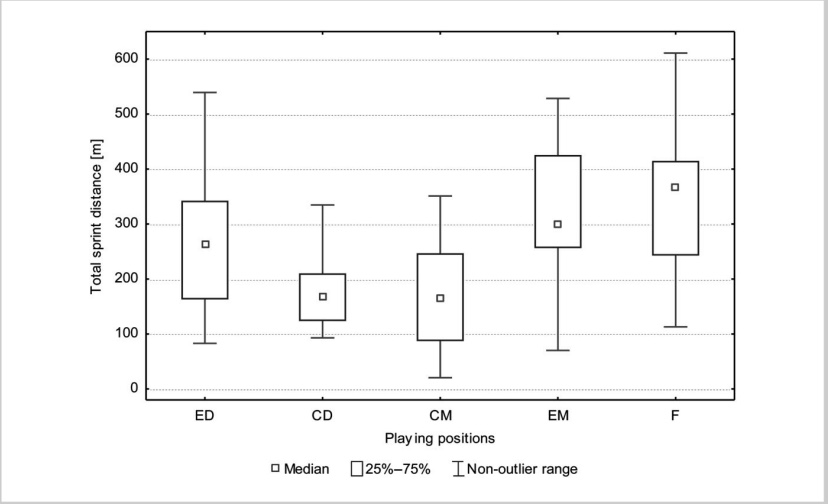 Total sprint distance [m]
600
500
400
300
200
100
0
ED CD CM EM F
Playing positions
Median 25%–75% Non-outlier range